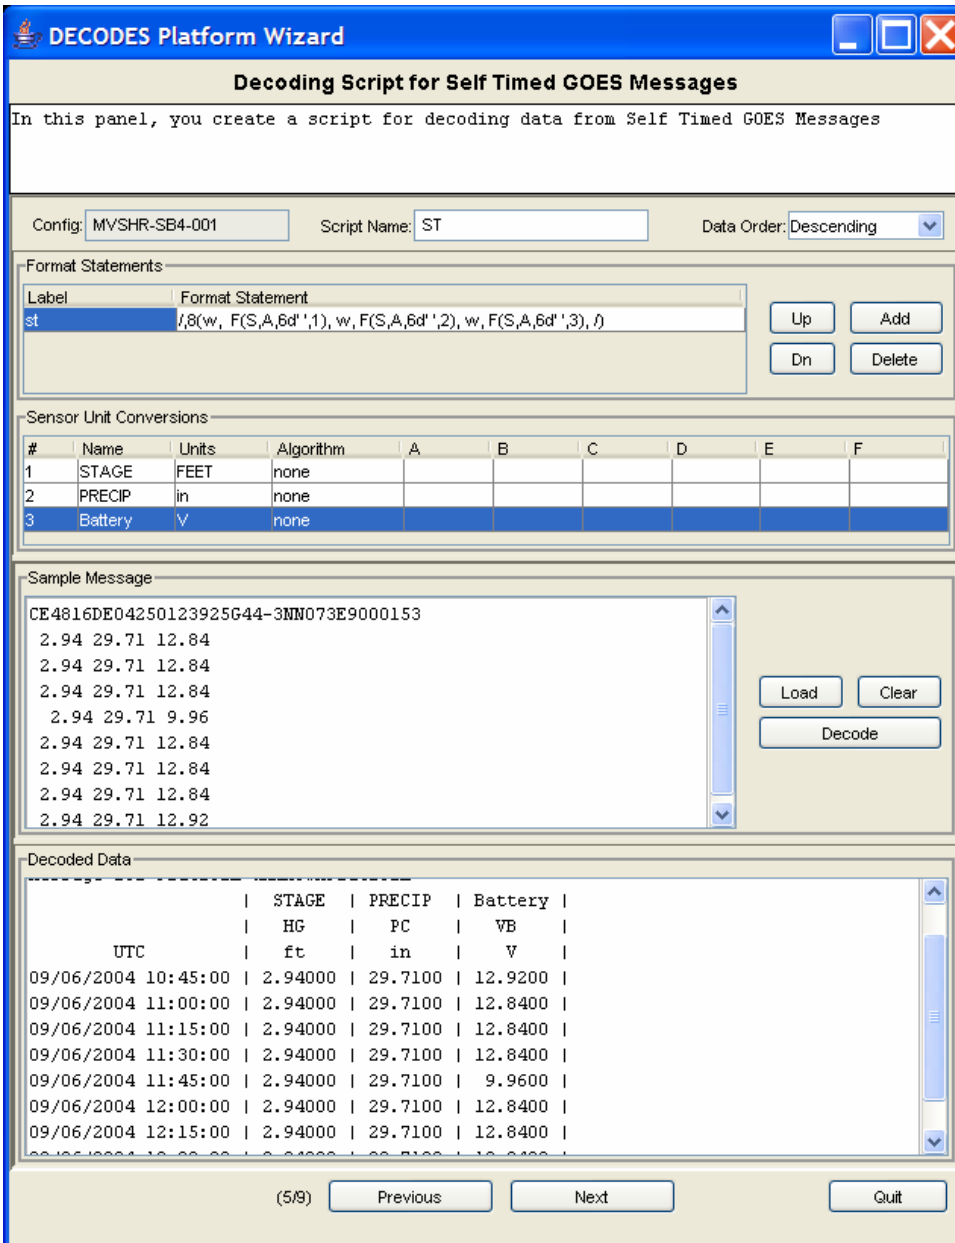 DECODES Platform Wizard
Decoding Script for Self Timed GOES Messages
In this panel, you create a script for decoding data from Self Timed GOES Messages
Config: MVSHR-SB4-001 Script Name: ST Data Order: Descending
Format Statements
Label Format Statement
st /,8(w, F(S,A,6d' ',1), w, F(S,A,6d' ',2), w, F(S,A,6d' ',3), /)
Up Add
Dn Delete
Sensor Unit Conversions
# Name Units Algorithm A B C D E F
1 STAGE FEET none
2 PRECIP in none
3 Battery V none
Sample Message
CE4816DE04250123925G44-3NN073E9000153
2.94 29.71 12.84
2.94 29.71 12.84
2.94 29.71 12.84
2.94 29.71 9.96
2.94 29.71 12.84
2.94 29.71 12.84
2.94 29.71 12.84
2.94 29.71 12.92
Load Clear
Decode
Decoded Data
| STAGE | PRECIP | Battery |
| HG | PC | VB |
UTC | ft | in | V |
09/06/2004 10:45:00 | 2.94000 | 29.7100 | 12.9200 |
09/06/2004 11:00:00 | 2.94000 | 29.7100 | 12.8400 |
09/06/2004 11:15:00 | 2.94000 | 29.7100 | 12.8400 |
09/06/2004 11:30:00 | 2.94000 | 29.7100 | 12.8400 |
09/06/2004 11:45:00 | 2.94000 | 29.7100 | 9.9600 |
09/06/2004 12:00:00 | 2.94000 | 29.7100 | 12.8400 |
09/06/2004 12:15:00 | 2.94000 | 29.7100 | 12.8400 |
(5/9) Previous Next Quit